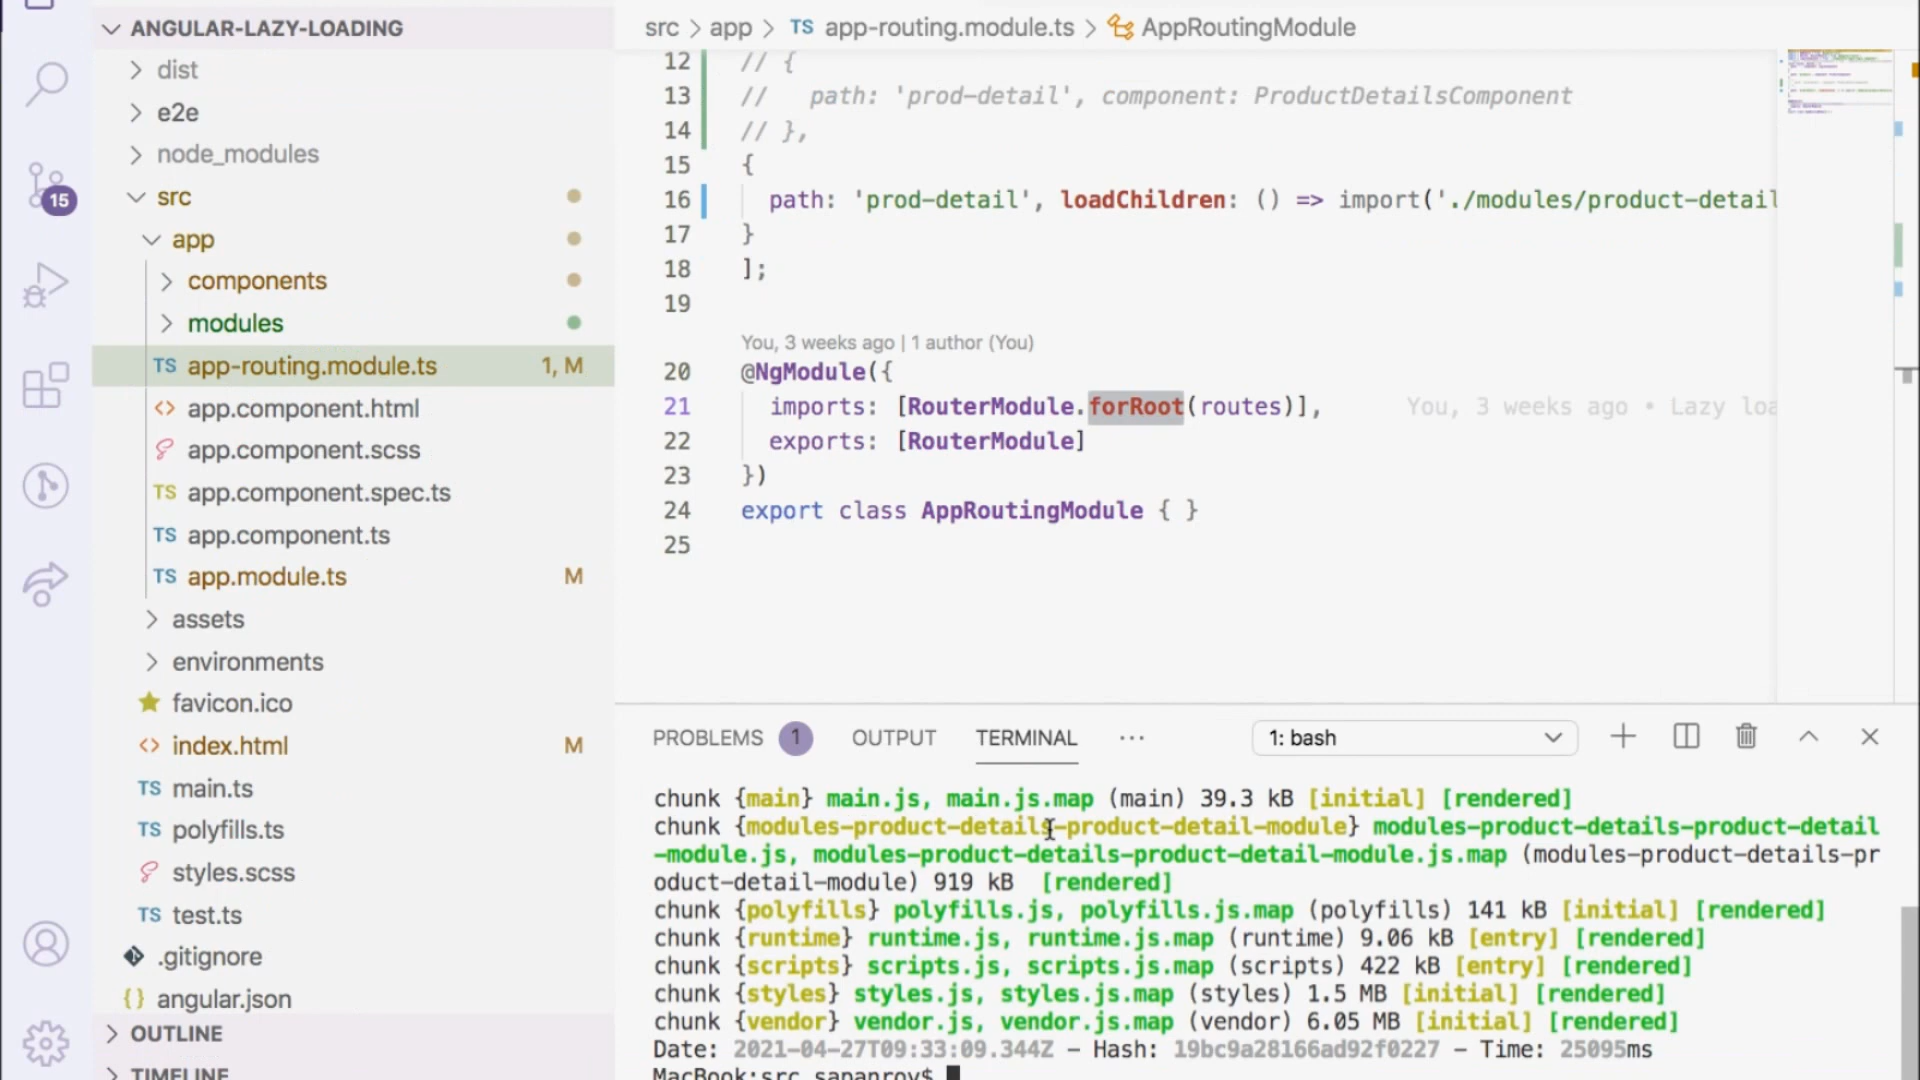 ANGULAR-LAZY-LOADING
dist
e2e
node_modules
src
app
components
modules
TS app-routing.module.ts 1, M
<> app.component.html
app.component.scss
TS app.component.spec.ts
TS app.component.ts
TS app.module.ts M
assets
environments
favicon.ico
<> index.html M
TS main.ts
TS polyfills.ts
styles.scss
TS test.ts
.gitignore
{} angular.json
OUTLINE
TIMELINE
15
src > app > TS app-routing.module.ts > AppRoutingModule
12 // {
13 //   path: 'prod-detail', component: ProductDetailsComponent
14 // },
15 {
16   path: 'prod-detail', loadChildren: () => import('./modules/product-detail
17 }
18 ];
19
You, 3 weeks ago | 1 author (You)
20 @NgModule({
21   imports: [RouterModule.forRoot(routes)],      You, 3 weeks ago • Lazy loa
22   exports: [RouterModule]
23 })
24 export class AppRoutingModule { }
25
PROBLEMS 1 OUTPUT TERMINAL ··· 1: bash
chunk {main} main.js, main.js.map (main) 39.3 kB [initial] [rendered]
chunk {modules-product-details-product-detail-module} modules-product-details-product-detail
-module.js, modules-product-details-product-detail-module.js.map (modules-product-details-pr
oduct-detail-module) 919 kB  [rendered]
chunk {polyfills} polyfills.js, polyfills.js.map (polyfills) 141 kB [initial] [rendered]
chunk {runtime} runtime.js, runtime.js.map (runtime) 9.06 kB [entry] [rendered]
chunk {scripts} scripts.js, scripts.js.map (scripts) 422 kB [entry] [rendered]
chunk {styles} styles.js, styles.js.map (styles) 1.5 MB [initial] [rendered]
chunk {vendor} vendor.js, vendor.js.map (vendor) 6.05 MB [initial] [rendered]
Date: 2021-04-27T09:33:09.344Z - Hash: 19bc9a28166ad92f0227 - Time: 25095ms
MacBook:src sapanroy$